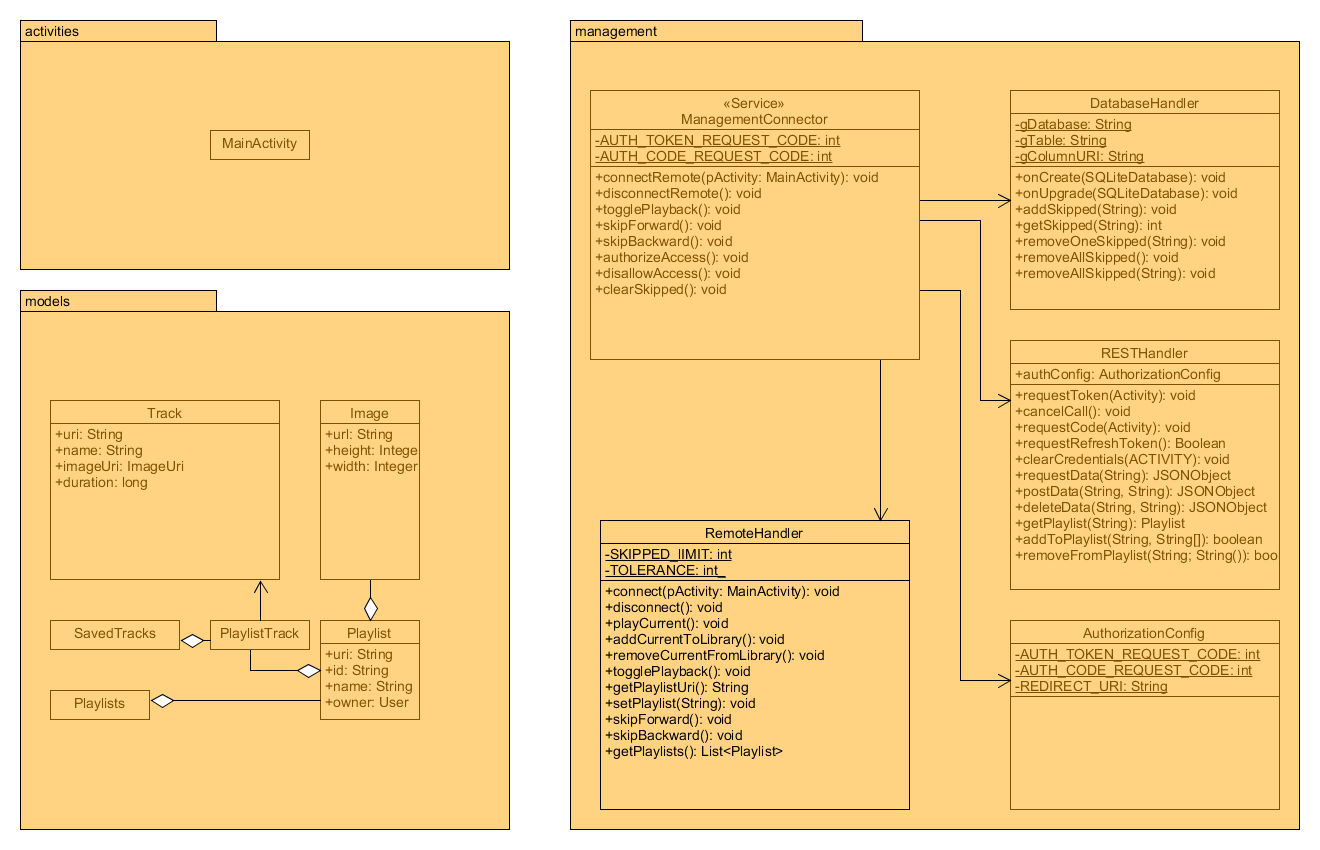 activities
MainActivity
models
Track
+uri: String
+name: String
+imageUri: ImageUri
+duration: long
Image
+url: String
+height: Intege
+width: Integer
SavedTracks
PlaylistTrack
Playlist
+uri: String
+id: String
+name: String
+owner: User
Playlists
management
«Service»
ManagementConnector
-AUTH_TOKEN_REQUEST_CODE: int
-AUTH_CODE_REQUEST_CODE: int
+connectRemote(pActivity: MainActivity): void
+disconnectRemote(): void
+togglePlayback(): void
+skipForward(): void
+skipBackward(): void
+authorizeAccess(): void
+disallowAccess(): void
+clearSkipped(): void
DatabaseHandler
-gDatabase: String
-gTable: String
-gColumnURI: String
+onCreate(SQLiteDatabase): void
+onUpgrade(SQLiteDatabase): void
+addSkipped(String): void
+getSkipped(String): int
+removeOneSkipped(String): void
+removeAllSkipped(): void
+removeAllSkipped(String): void
RESTHandler
+authConfig: AuthorizationConfig
+requestToken(Activity): void
+cancelCall(): void
+requestCode(Activity): void
+requestRefreshToken(): Boolean
+clearCredentials(ACTIVITY): void
+requestData(String): JSONObject
+postData(String, String): JSONObject
+deleteData(String, String): JSONObject
+getPlaylist(String): Playlist
+addToPlaylist(String, String[]): boolean
+removeFromPlaylist(String; String()): boo
RemoteHandler
-SKIPPED_lIMIT: int
-TOLERANCE: int_
+connect(pActivity: MainActivity): void
+disconnect(): void
+playCurrent(): void
+addCurrentToLibrary(): void
+removeCurrentFromLibrary(): void
+togglePlayback(): void
+getPlaylistUri(): String
+setPlaylist(String): void
+skipForward(): void
+skipBackward(): void
+getPlaylists(): List<Playlist>
AuthorizationConfig
-AUTH_TOKEN_REQUEST_CODE: int
-AUTH_CODE_REQUEST_CODE: int
-REDIRECT_URI: String